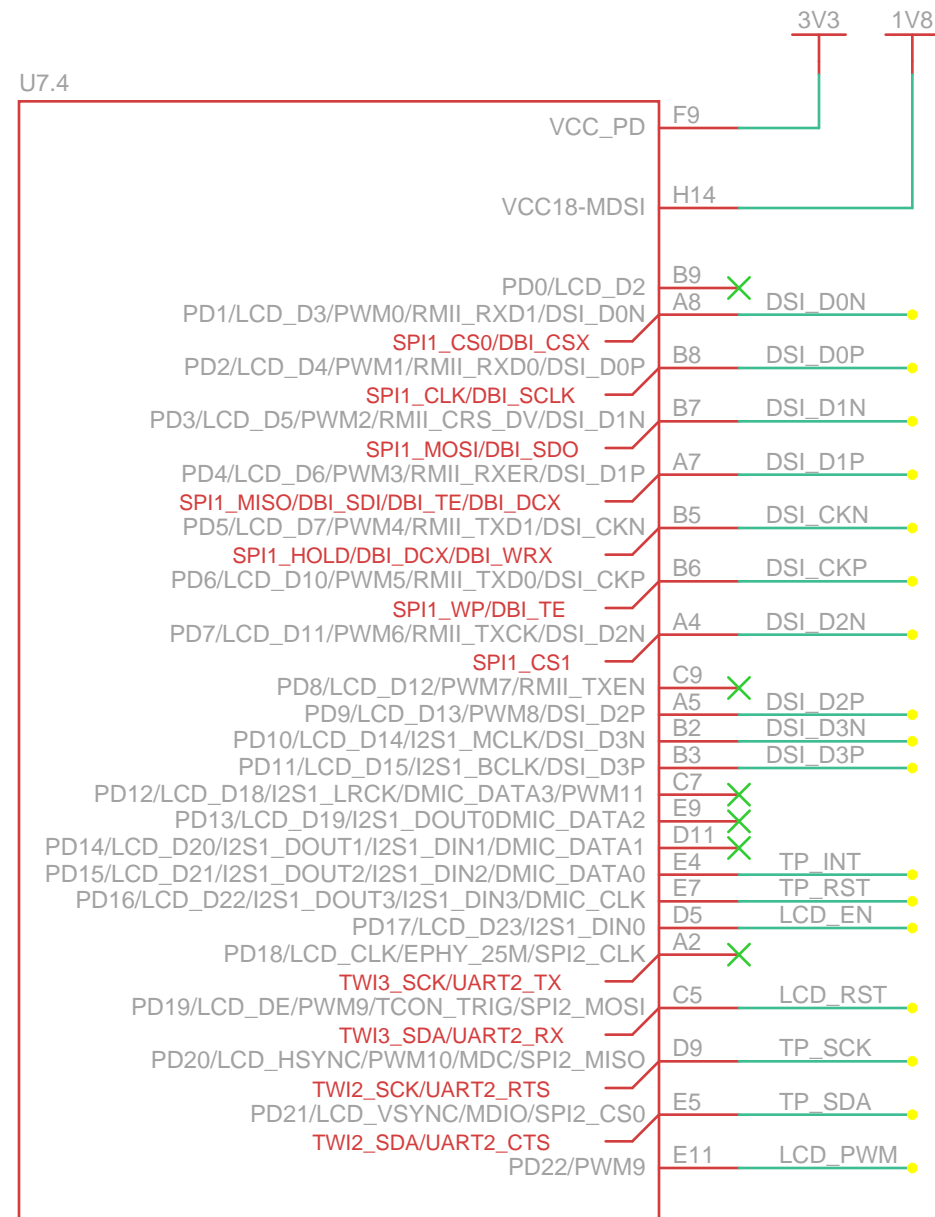 3V3 1V8
U7.4
VCC_PD F9
VCC18-MDSI H14
PD0/LCD_D2 B9
PD1/LCD_D3/PWM0/RMII_RXD1/DSI_D0N A8 DSI_D0N
SPI1_CS0/DBI_CSX
PD2/LCD_D4/PWM1/RMII_RXD0/DSI_D0P B8 DSI_D0P
SPI1_CLK/DBI_SCLK
PD3/LCD_D5/PWM2/RMII_CRS_DV/DSI_D1N B7 DSI_D1N
SPI1_MOSI/DBI_SDO
PD4/LCD_D6/PWM3/RMII_RXER/DSI_D1P A7 DSI_D1P
SPI1_MISO/DBI_SDI/DBI_TE/DBI_DCX
PD5/LCD_D7/PWM4/RMII_TXD1/DSI_CKN B5 DSI_CKN
SPI1_HOLD/DBI_DCX/DBI_WRX
PD6/LCD_D10/PWM5/RMII_TXD0/DSI_CKP B6 DSI_CKP
SPI1_WP/DBI_TE
PD7/LCD_D11/PWM6/RMII_TXCK/DSI_D2N A4 DSI_D2N
SPI1_CS1
PD8/LCD_D12/PWM7/RMII_TXEN C9
PD9/LCD_D13/PWM8/DSI_D2P A5 DSI_D2P
PD10/LCD_D14/I2S1_MCLK/DSI_D3N B2 DSI_D3N
PD11/LCD_D15/I2S1_BCLK/DSI_D3P B3 DSI_D3P
PD12/LCD_D18/I2S1_LRCK/DMIC_DATA3/PWM11 C7
PD13/LCD_D19/I2S1_DOUT0DMIC_DATA2 E9
PD14/LCD_D20/I2S1_DOUT1/I2S1_DIN1/DMIC_DATA1 D11
PD15/LCD_D21/I2S1_DOUT2/I2S1_DIN2/DMIC_DATA0 E4 TP_INT
PD16/LCD_D22/I2S1_DOUT3/I2S1_DIN3/DMIC_CLK E7 TP_RST
PD17/LCD_D23/I2S1_DIN0 D5 LCD_EN
PD18/LCD_CLK/EPHY_25M/SPI2_CLK A2
TWI3_SCK/UART2_TX
PD19/LCD_DE/PWM9/TCON_TRIG/SPI2_MOSI C5 LCD_RST
TWI3_SDA/UART2_RX
PD20/LCD_HSYNC/PWM10/MDC/SPI2_MISO D9 TP_SCK
TWI2_SCK/UART2_RTS
PD21/LCD_VSYNC/MDIO/SPI2_CS0 E5 TP_SDA
TWI2_SDA/UART2_CTS
PD22/PWM9 E11 LCD_PWM